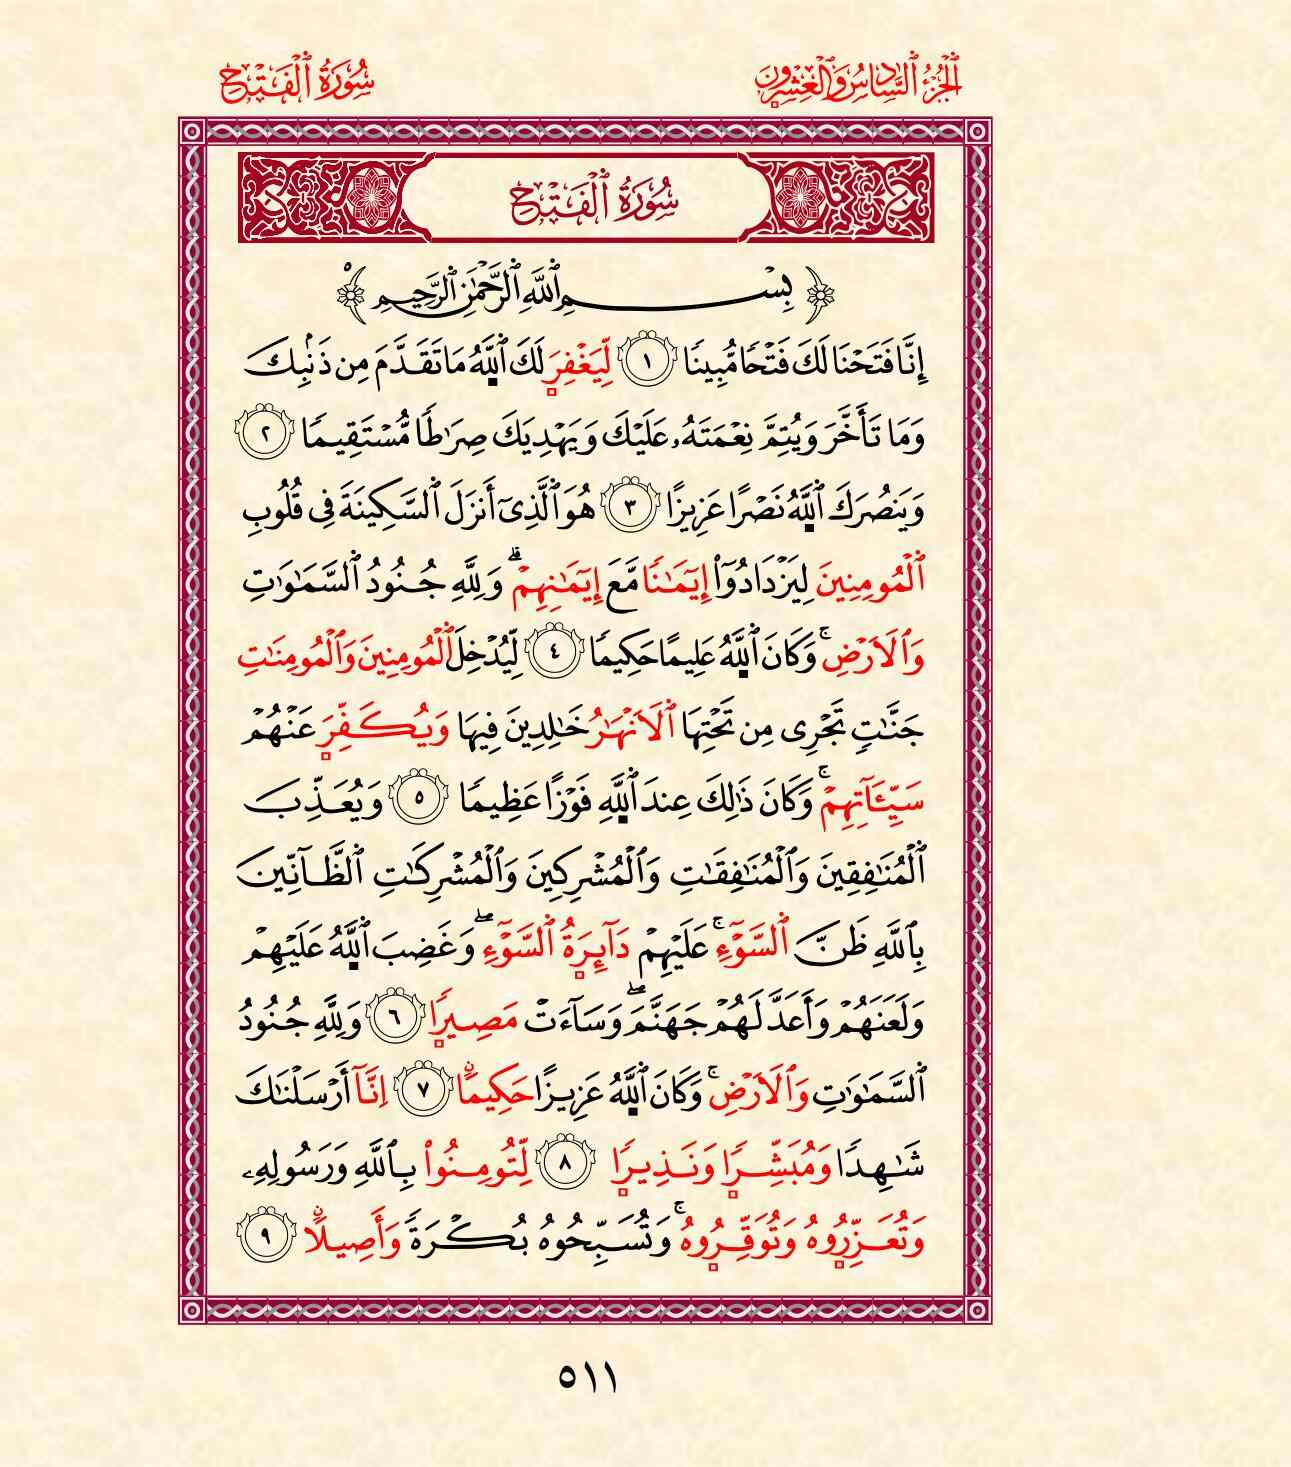 ٱلْجُزْءُ ٱلسَّادِسُ وَٱلْعِشْرُونَ
سُورَةُ ٱلْفَتْحِ
سُورَةُ ٱلْفَتْحِ
بِسْمِ ٱللَّهِ ٱلرَّحْمَٰنِ ٱلرَّحِيمِ
إِنَّا فَتَحْنَا لَكَ فَتْحًا مُّبِينًا ١ لِّيَغْفِرَ لَكَ ٱللَّهُ مَا تَقَدَّمَ مِن ذَنۢبِكَ
وَمَا تَأَخَّرَ وَيُتِمَّ نِعْمَتَهُۥ عَلَيْكَ وَيَهْدِيَكَ صِرَٰطًا مُّسْتَقِيمًا ٢
وَيَنصُرَكَ ٱللَّهُ نَصْرًا عَزِيزًا ٣ هُوَ ٱلَّذِىٓ أَنزَلَ ٱلسَّكِينَةَ فِى قُلُوبِ
ٱلْمُومِنِينَ لِيَزْدَادُوٓا۟ إِيمَٰنًا مَّعَ إِيمَٰنِهِمْ ۗ وَلِلَّهِ جُنُودُ ٱلسَّمَٰوَٰتِ
وَٱلَارْضِ ۚ وَكَانَ ٱللَّهُ عَلِيمًا حَكِيمًا ٤ لِّيُدْخِلَ ٱلْمُومِنِينَ وَٱلْمُومِنَٰتِ
جَنَّٰتٍ تَجْرِى مِن تَحْتِهَا ٱلَانْهَٰرُ خَٰلِدِينَ فِيهَا وَيُكَفِّرَ عَنْهُمْ
سَيِّـَٔاتِهِمْ ۚ وَكَانَ ذَٰلِكَ عِندَ ٱللَّهِ فَوْزًا عَظِيمًا ٥ وَيُعَذِّبَ
ٱلْمُنَٰفِقِينَ وَٱلْمُنَٰفِقَٰتِ وَٱلْمُشْرِكِينَ وَٱلْمُشْرِكَٰتِ ٱلظَّآنِّينَ
بِٱللَّهِ ظَنَّ ٱلسَّوْءِ ۚ عَلَيْهِمْ دَآئِرَةُ ٱلسَّوْءِ ۖ وَغَضِبَ ٱللَّهُ عَلَيْهِمْ
وَلَعَنَهُمْ وَأَعَدَّ لَهُمْ جَهَنَّمَ ۖ وَسَآءَتْ مَصِيرًا ٦ وَلِلَّهِ جُنُودُ
ٱلسَّمَٰوَٰتِ وَٱلَارْضِ ۚ وَكَانَ ٱللَّهُ عَزِيزًا حَكِيمًا ٧ اِنَّآ أَرْسَلْنَٰكَ
شَٰهِدًا وَمُبَشِّرًا وَنَذِيرًا ٨ لِّتُومِنُوا۟ بِٱللَّهِ وَرَسُولِهِۦ
وَتُعَزِّرُوهُ وَتُوَقِّرُوهُ ۚ وَتُسَبِّحُوهُ بُكْرَةً وَأَصِيلًا ٩
٥١١